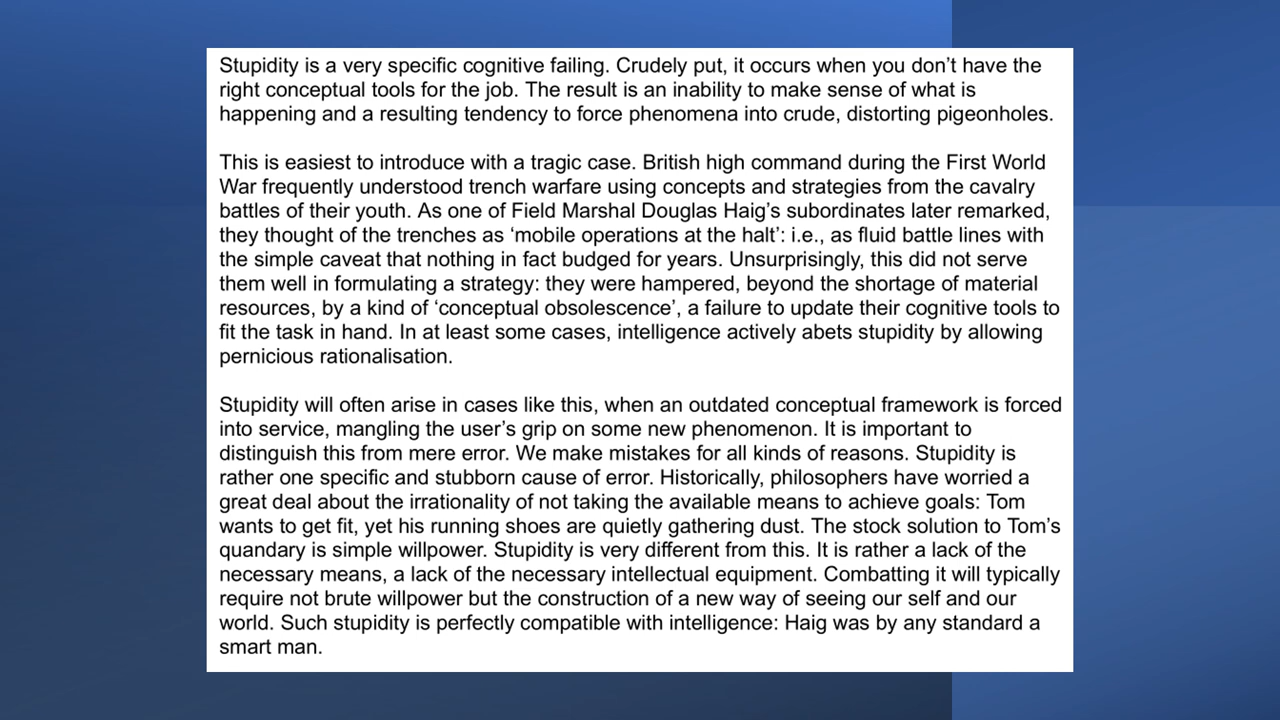 Stupidity is a very specific cognitive failing. Crudely put, it occurs when you don’t have the
right conceptual tools for the job. The result is an inability to make sense of what is
happening and a resulting tendency to force phenomena into crude, distorting pigeonholes.
This is easiest to introduce with a tragic case. British high command during the First World
War frequently understood trench warfare using concepts and strategies from the cavalry
battles of their youth. As one of Field Marshal Douglas Haig’s subordinates later remarked,
they thought of the trenches as ‘mobile operations at the halt’: i.e., as fluid battle lines with
the simple caveat that nothing in fact budged for years. Unsurprisingly, this did not serve
them well in formulating a strategy: they were hampered, beyond the shortage of material
resources, by a kind of ‘conceptual obsolescence’, a failure to update their cognitive tools to
fit the task in hand. In at least some cases, intelligence actively abets stupidity by allowing
pernicious rationalisation.
Stupidity will often arise in cases like this, when an outdated conceptual framework is forced
into service, mangling the user’s grip on some new phenomenon. It is important to
distinguish this from mere error. We make mistakes for all kinds of reasons. Stupidity is
rather one specific and stubborn cause of error. Historically, philosophers have worried a
great deal about the irrationality of not taking the available means to achieve goals: Tom
wants to get fit, yet his running shoes are quietly gathering dust. The stock solution to Tom’s
quandary is simple willpower. Stupidity is very different from this. It is rather a lack of the
necessary means, a lack of the necessary intellectual equipment. Combatting it will typically
require not brute willpower but the construction of a new way of seeing our self and our
world. Such stupidity is perfectly compatible with intelligence: Haig was by any standard a
smart man.